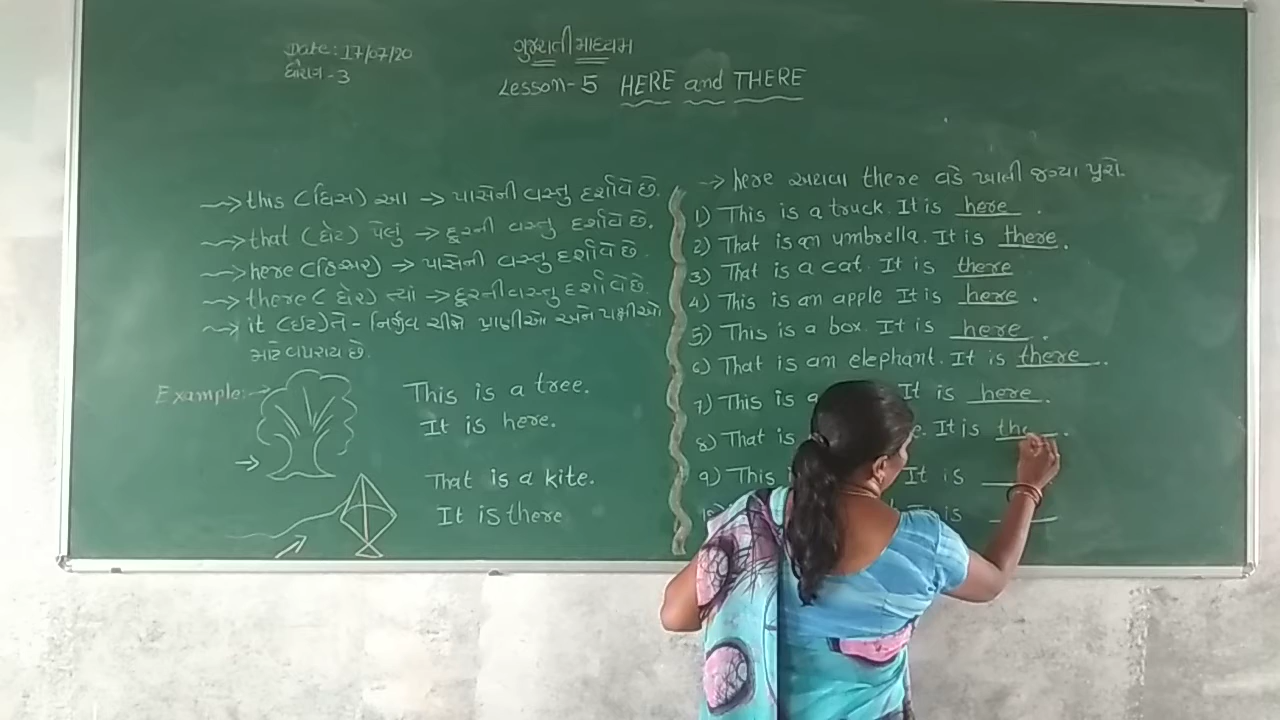 Date: 17/07/20
ધોરણ-3
ગુજરાતી માધ્યમ
Lesson-5 HERE and THERE
→ this (ધિસ) આ → પાસેની વસ્તુ દર્શાવે છે.
→ that (ધેટ) પેલું → દૂરની વસ્તુ દર્શાવે છે.
→ here (હિઅર) → પાસેની વસ્તુ દર્શાવે છે.
→ there (ધેર) ત્યાં → દૂરની વસ્તુ દર્શાવે છે.
→ it (ઇટ) તે - નિર્જીવ ચીજો પ્રાણીઓ અને પક્ષીઓ
માટે વપરાય છે.
Example:→
This is a tree.
It is here.
That is a kite.
It is there
→ here અથવા there વડે ખાલી જગ્યા પૂરો.
1) This is a truck. It is here .
2) That is an umbrella. It is there.
3) That is a cat. It is there
4) This is an apple It is here .
5) This is a box. It is here .
6) That is an elephant. It is there .
7) This is a It is here .
8) That is It is the .
9) This It is ___
is ___